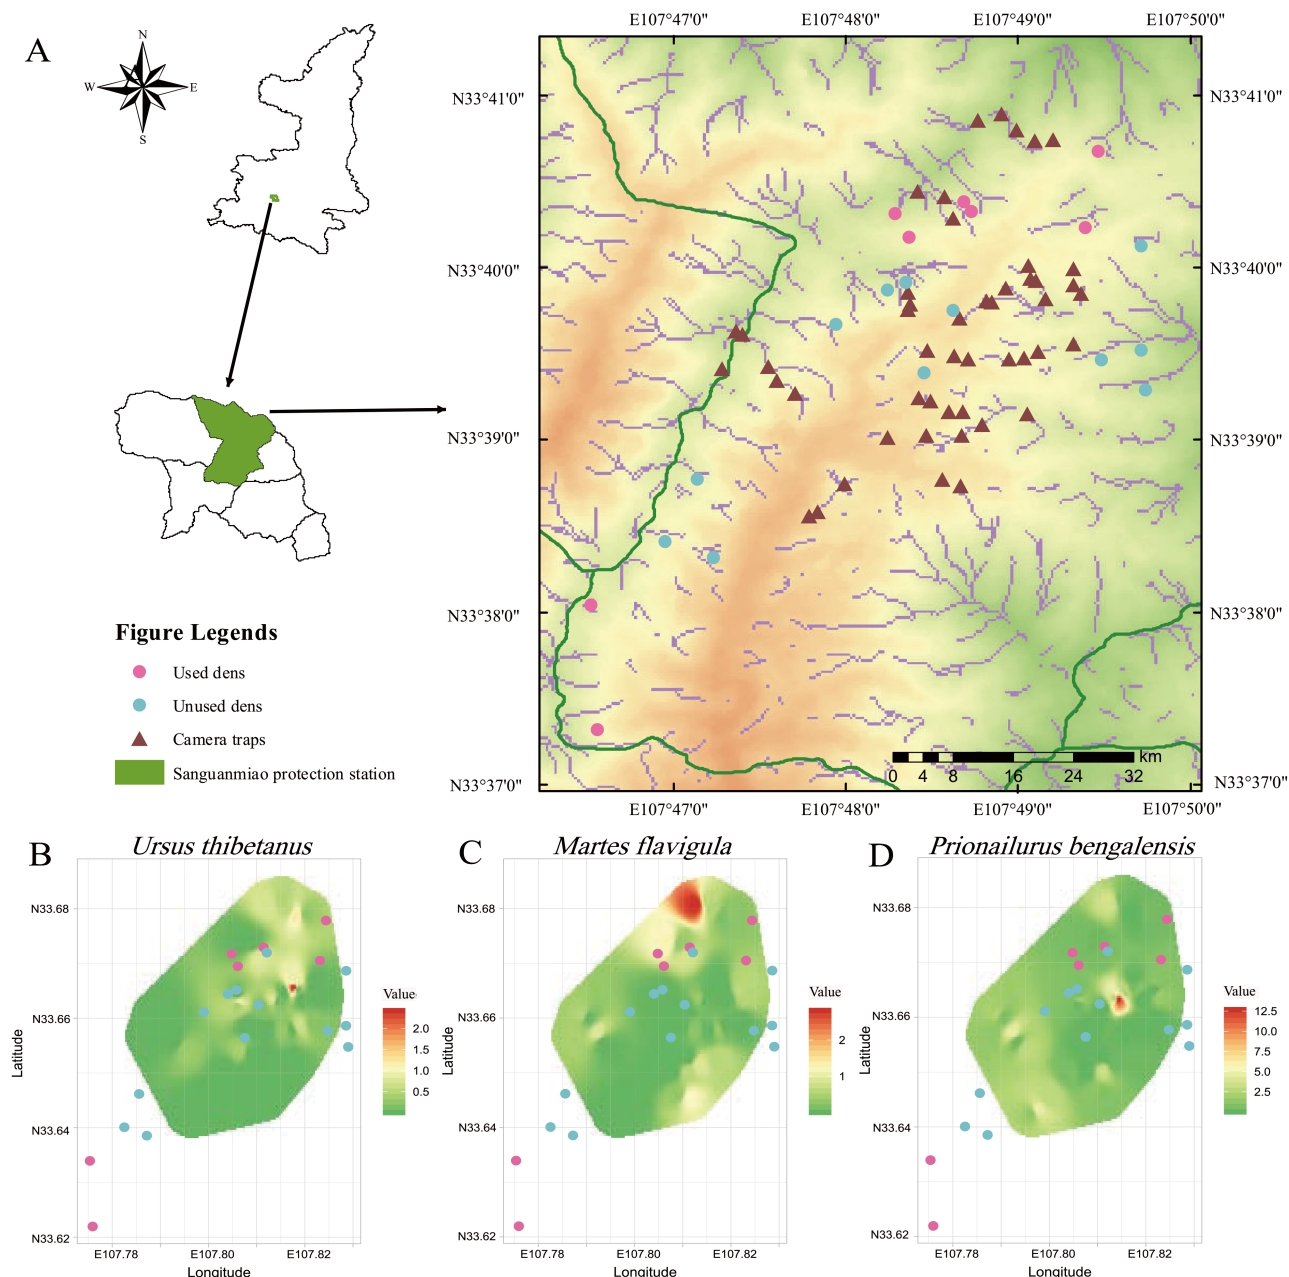 A
N
W
E
S
E107°47'0" E107°48'0" E107°49'0" E107°50'0"
N33°41'0" N33°41'0"
N33°40'0" N33°40'0"
N33°39'0" N33°39'0"
N33°38'0" N33°38'0"
N33°37'0" N33°37'0"
km
0 4 8 16 24 32
E107°47'0" E107°48'0" E107°49'0" E107°50'0"
Figure Legends
Used dens
Unused dens
Camera traps
Sanguanmiao protection station
B
Ursus thibetanus
N33.68
N33.66
N33.64
N33.62
Latitude
E107.78 E107.80 E107.82
Longitude
Value
2.0
1.5
1.0
0.5
C
Martes flavigula
N33.68
N33.66
N33.64
N33.62
Latitude
E107.78 E107.80 E107.82
Longitude
Value
2
1
D
Prionailurus bengalensis
N33.68
N33.66
N33.64
N33.62
Latitude
E107.78 E107.80 E107.82
Longitude
Value
12.5
10.0
7.5
5.0
2.5